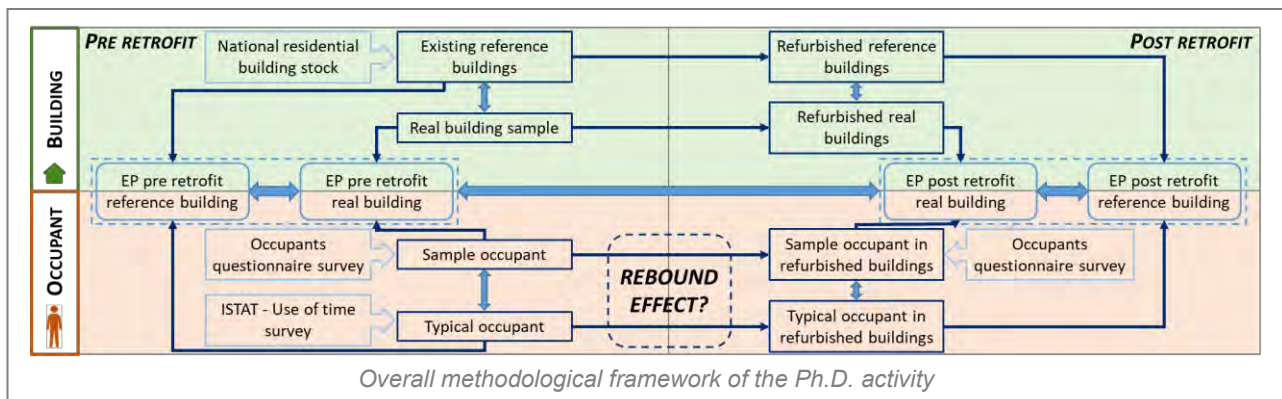 PRE RETROFIT
POST RETROFIT
BUILDING
OCCUPANT
National residential
building stock
Existing reference
buildings
Refurbished reference
buildings
Real building sample
Refurbished real
buildings
EP pre retrofit
reference building
EP pre retrofit
real building
EP post retrofit
real building
EP post retrofit
reference building
Occupants
questionnaire survey
Sample occupant
REBOUND
EFFECT?
Sample occupant in
refurbished buildings
Occupants
questionnaire survey
ISTAT - Use of time
survey
Typical occupant
Typical occupant in
refurbished buildings
Overall methodological framework of the Ph.D. activity